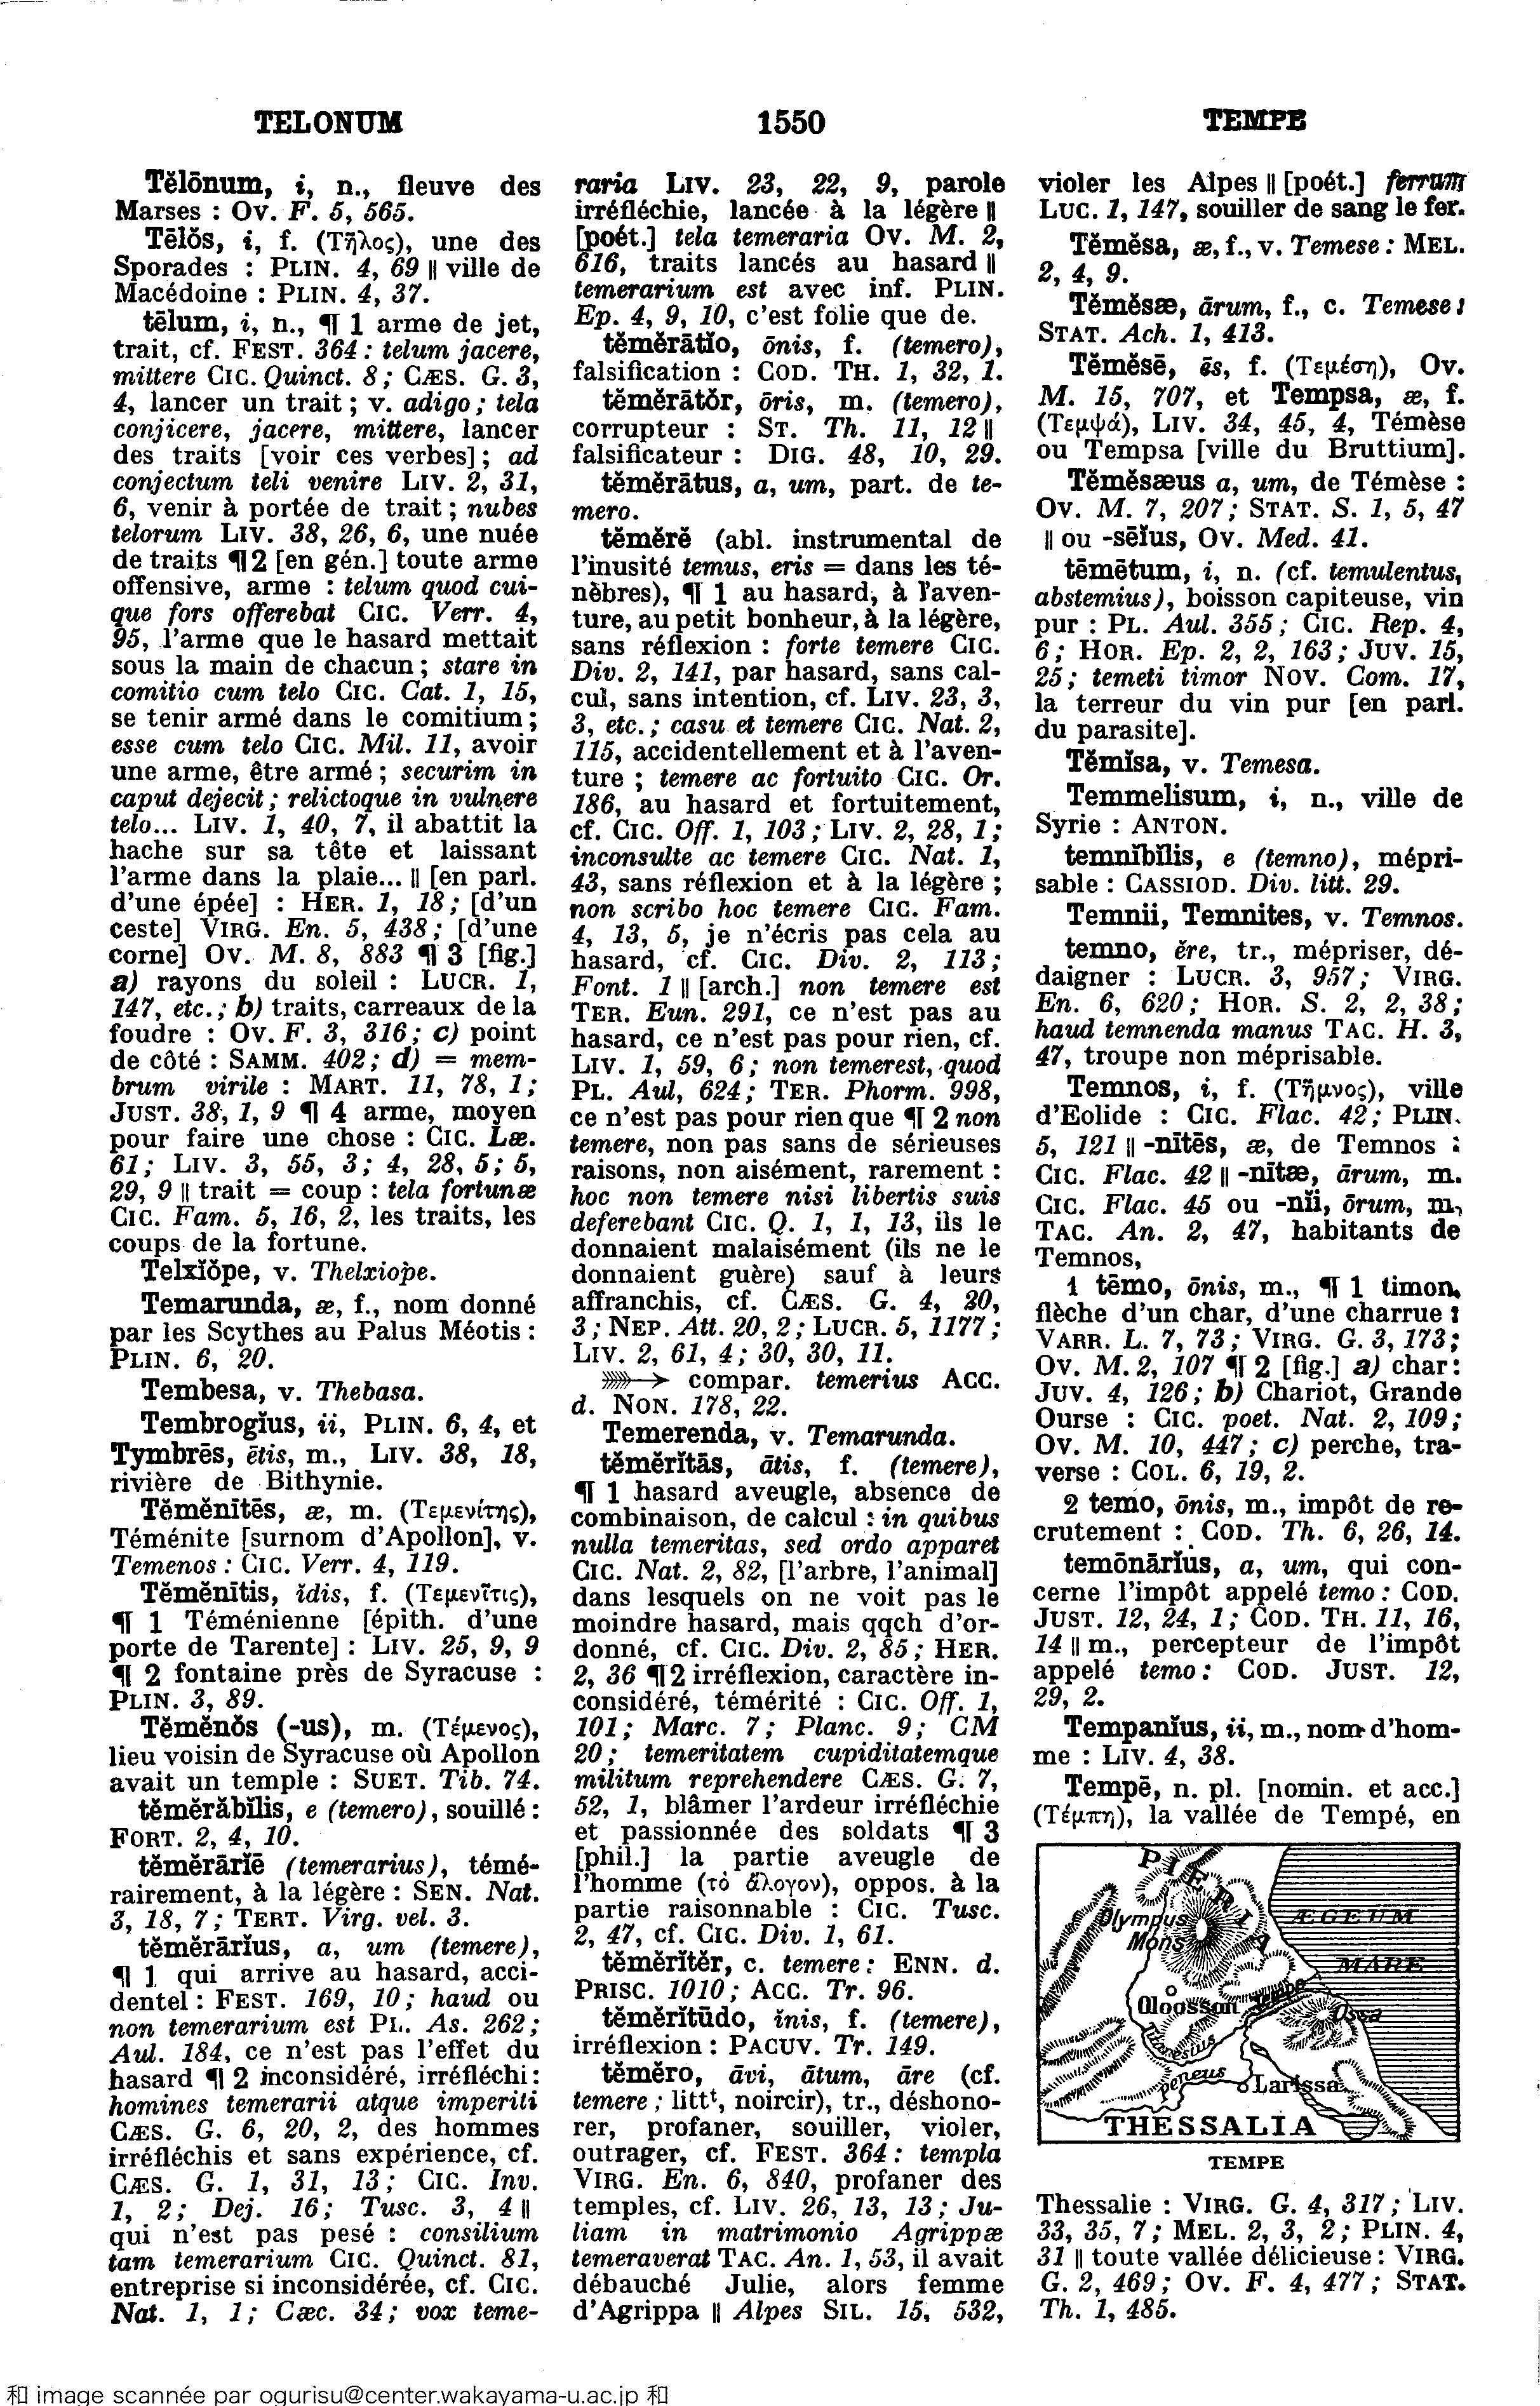 TELONUM
1550
TEMPE
Tĕlōnum, i, n., fleuve des
Marses : Ov. F. 5, 565.
Tēlŏs, i, f. (Τῆλος), une des
Sporades : PLIN. 4, 69 || ville de
Macédoine : PLIN. 4, 37.
tēlum, i, n., ¶ 1 arme de jet,
trait, cf. FEST. 364 : telum jacere,
mittere CIC. Quinct. 8 ; CÆS. G. 3,
4, lancer un trait ; v. adigo ; tela
conjicere, jacere, mittere, lancer
des traits [voir ces verbes] ; ad
conjectum teli venire LIV. 2, 31,
6, venir à portée de trait ; nubes
telorum LIV. 38, 26, 6, une nuée
de traits ¶ 2 [en gén.] toute arme
offensive, arme : telum quod cui-
que fors offerebat CIC. Verr. 4,
95, l'arme que le hasard mettait
sous la main de chacun ; stare in
comitio cum telo CIC. Cat. 1, 15,
se tenir armé dans le comitium ;
esse cum telo CIC. Mil. 11, avoir
une arme, être armé ; securim in
caput dejecit ; relictoque in vulnere
telo... LIV. 1, 40, 7, il abattit la
hache sur sa tête et laissant
l'arme dans la plaie... || [en parl.
d'une épée] : HER. 1, 18 ; [d'un
ceste] VIRG. En. 5, 438 ; [d'une
corne] Ov. M. 8, 883 ¶ 3 [fig.]
a) rayons du soleil : LUCR. 1,
147, etc. ; b) traits, carreaux de la
foudre : Ov. F. 3, 316 ; c) point
de côté : SAMM. 402 ; d) = mem-
brum virile : MART. 11, 78, 1 ;
JUST. 38, 1, 9 ¶ 4 arme, moyen
pour faire une chose : CIC. Læ.
61 ; LIV. 3, 55, 3 ; 4, 28, 5 ; 5,
29, 9 || trait = coup : tela fortunæ
CIC. Fam. 5, 16, 2, les traits, les
coups de la fortune.
Telxĭŏpe, v. Thelxiope.
Temarunda, æ, f., nom donné
par les Scythes au Palus Méotis :
PLIN. 6, 20.
Tembesa, v. Thebasa.
Tembrogĭus, ii, PLIN. 6, 4, et
Tymbrēs, ētis, m., LIV. 38, 18,
rivière de Bithynie.
Tĕmĕnītēs, æ, m. (Τεμενίτης),
Téménite [surnom d'Apollon], v.
Temenos : CIC. Verr. 4, 119.
Tĕmĕnītis, ĭdis, f. (Τεμενῖτις),
¶ 1 Téménienne [épith. d'une
porte de Tarente] : LIV. 25, 9, 9
¶ 2 fontaine près de Syracuse :
PLIN. 3, 89.
Tĕmĕnŏs (-us), m. (Τέμενος),
lieu voisin de Syracuse où Apollon
avait un temple : SUET. Tib. 74.
tĕmĕrābĭlis, e (temero), souillé :
FORT. 2, 4, 10.
tĕmĕrārĭē (temerarius), témé-
rairement, à la légère : SEN. Nat.
3, 18, 7 ; TERT. Virg. vel. 3.
tĕmĕrārĭus, a, um (temere),
¶ 1 qui arrive au hasard, acci-
dentel : FEST. 169, 10 ; haud ou
non temerarium est PL. As. 262 ;
Aul. 184, ce n'est pas l'effet du
hasard ¶ 2 inconsidéré, irréfléchi :
homines temerarii atque imperiti
CÆS. G. 6, 20, 2, des hommes
irréfléchis et sans expérience, cf.
CÆS. G. 1, 31, 13 ; CIC. Inv.
1, 2 ; Dej. 16 ; Tusc. 3, 4 ||
qui n'est pas pesé : consilium
tam temerarium CIC. Quinct. 81,
entreprise si inconsidérée, cf. CIC.
Nat. 1, 1 ; Cæc. 34 ; vox teme-
raria LIV. 23, 22, 9, parole
irréfléchie, lancée à la légère ||
[poét.] tela temeraria Ov. M. 2,
616, traits lancés au hasard ||
temerarium est avec inf. PLIN.
Ep. 4, 9, 10, c'est folie que de.
tĕmĕrātĭo, ōnis, f. (temero),
falsification : COD. TH. 1, 32, 1.
tĕmĕrātŏr, ōris, m. (temero),
corrupteur : ST. Th. 11, 12 ||
falsificateur : DIG. 48, 10, 29.
tĕmĕrātus, a, um, part. de te-
mero.
tĕmĕrĕ (abl. instrumental de
l'inusité temus, eris = dans les té-
nèbres), ¶ 1 au hasard, à l'aven-
ture, au petit bonheur, à la légère,
sans réflexion : forte temere CIC.
Div. 2, 141, par hasard, sans cal-
cul, sans intention, cf. LIV. 23, 3,
3, etc. ; casu et temere CIC. Nat. 2,
115, accidentellement et à l'aven-
ture ; temere ac fortuito CIC. Or.
186, au hasard et fortuitement,
cf. CIC. Off. 1, 103 ; LIV. 2, 28, 1 ;
inconsulte ac temere CIC. Nat. 1,
43, sans réflexion et à la légère ;
non scribo hoc temere CIC. Fam.
4, 13, 5, je n'écris pas cela au
hasard, cf. CIC. Div. 2, 113 ;
Font. 1 || [arch.] non temere est
TER. Eun. 291, ce n'est pas au
hasard, ce n'est pas pour rien, cf.
LIV. 1, 59, 6 ; non temerest, quod
PL. Aul, 624 ; TER. Phorm. 998,
ce n'est pas pour rien que ¶ 2 non
temere, non pas sans de sérieuses
raisons, non aisément, rarement :
hoc non temere nisi libertis suis
deferebant CIC. Q. 1, 1, 13, ils le
donnaient malaisément (ils ne le
donnaient guère) sauf à leurs
affranchis, cf. CÆS. G. 4, 20,
3 ; NEP. Att. 20, 2 ; LUCR. 5, 1177 ;
LIV. 2, 61, 4 ; 30, 30, 11.
compar. temerius ACC.
d. NON. 178, 22.
Temerenda, v. Temarunda.
tĕmĕrĭtās, ātis, f. (temere),
¶ 1 hasard aveugle, absence de
combinaison, de calcul : in quibus
nulla temeritas, sed ordo apparet
CIC. Nat. 2, 82, [l'arbre, l'animal]
dans lesquels on ne voit pas le
moindre hasard, mais qqch d'or-
donné, cf. CIC. Div. 2, 85 ; HER.
2, 36 ¶ 2 irréflexion, caractère in-
considéré, témérité : CIC. Off. 1,
101 ; Marc. 7 ; Planc. 9 ; CM
20 ; temeritatem cupiditatemque
militum reprehendere CÆS. G. 7,
52, 1, blâmer l'ardeur irréfléchie
et passionnée des soldats ¶ 3
[phil.] la partie aveugle de
l'homme (τὸ ἄλογον), oppos. à la
partie raisonnable : CIC. Tusc.
2, 47, cf. CIC. Div. 1, 61.
tĕmĕrĭtĕr, c. temere : ENN. d.
PRISC. 1010 ; ACC. Tr. 96.
tĕmĕrĭtūdo, ĭnis, f. (temere),
irréflexion : PACUV. Tr. 149.
tĕmĕro, āvi, ātum, āre (cf.
temere ; littᵗ, noircir), tr., déshono-
rer, profaner, souiller, violer,
outrager, cf. FEST. 364 : templa
VIRG. En. 6, 840, profaner des
temples, cf. LIV. 26, 13, 13 ; Ju-
liam in matrimonio Agrippæ
temeraverat TAC. An. 1, 53, il avait
débauché Julie, alors femme
d'Agrippa || Alpes SIL. 15, 532,
violer les Alpes || [poét.] ferrum
LUC. 1, 147, souiller de sang le fer.
Tĕmĕsa, æ, f., v. Temese : MEL.
2, 4, 9.
Tĕmĕsæ, ārum, f., c. Temese :
STAT. Ach. 1, 413.
Tĕmĕsē, ēs, f. (Τεμέση), Ov.
M. 15, 707, et Tempsa, æ, f.
(Τεμψά), LIV. 34, 45, 4, Témèse
ou Tempsa [ville du Bruttium].
Tĕmĕsæus a, um, de Témèse :
Ov. M. 7, 207 ; STAT. S. 1, 5, 47
|| ou -sēĭus, Ov. Med. 41.
tēmētum, i, n. (cf. temulentus,
abstemius), boisson capiteuse, vin
pur : PL. Aul. 355 ; CIC. Rep. 4,
6 ; HOR. Ep. 2, 2, 163 ; JUV. 15,
25 ; temeti timor NOV. Com. 17,
la terreur du vin pur [en parl.
du parasite].
Tĕmĭsa, v. Temesa.
Temmelisum, i, n., ville de
Syrie : ANTON.
temnĭbĭlis, e (temno), mépri-
sable : CASSIOD. Div. litt. 29.
Temnii, Temnites, v. Temnos.
temno, ĕre, tr., mépriser, dé-
daigner : LUCR. 3, 957 ; VIRG.
En. 6, 620 ; HOR. S. 2, 2, 38 ;
haud temnenda manus TAC. H. 3,
47, troupe non méprisable.
Temnos, i, f. (Τῆμνος), ville
d'Eolide : CIC. Flac. 42 ; PLIN.
5, 121 || -nītēs, æ, de Temnos :
CIC. Flac. 42 || -nītæ, ārum, m.
CIC. Flac. 45 ou -nĭi, ōrum, m,
TAC. An. 2, 47, habitants de
Temnos,
1 tēmo, ōnis, m., ¶ 1 timon,
flèche d'un char, d'une charrue :
VARR. L. 7, 73 ; VIRG. G. 3, 173 ;
Ov. M. 2, 107 ¶ 2 [fig.] a) char :
JUV. 4, 126 ; b) Chariot, Grande
Ourse : CIC. poet. Nat. 2, 109 ;
Ov. M. 10, 447 ; c) perche, tra-
verse : COL. 6, 19, 2.
2 temo, ōnis, m., impôt de re-
crutement : COD. Th. 6, 26, 14.
temōnārĭus, a, um, qui con-
cerne l'impôt appelé temo : COD.
JUST. 12, 24, 1 ; COD. TH. 11, 16,
14 || m., percepteur de l'impôt
appelé temo : COD. JUST. 12,
29, 2.
Tempanĭus, ii, m., nom d'hom-
me : LIV. 4, 38.
Tempē, n. pl. [nomin. et acc.]
(Τέμπη), la vallée de Tempé, en
PIERIA
Olympus
Mons
ÆGEUM
MARE
Oloosson
Tempe
Ossa
Titaresius
Peneus
Larissa
THESSALIA
TEMPE
Thessalie : VIRG. G. 4, 317 ; LIV.
33, 35, 7 ; MEL. 2, 3, 2 ; PLIN. 4,
31 || toute vallée délicieuse : VIRG.
G. 2, 469 ; Ov. F. 4, 477 ; STAT.
Th. 1, 485.
和 image scannée par ogurisu@center.wakayama-u.ac.jp 和